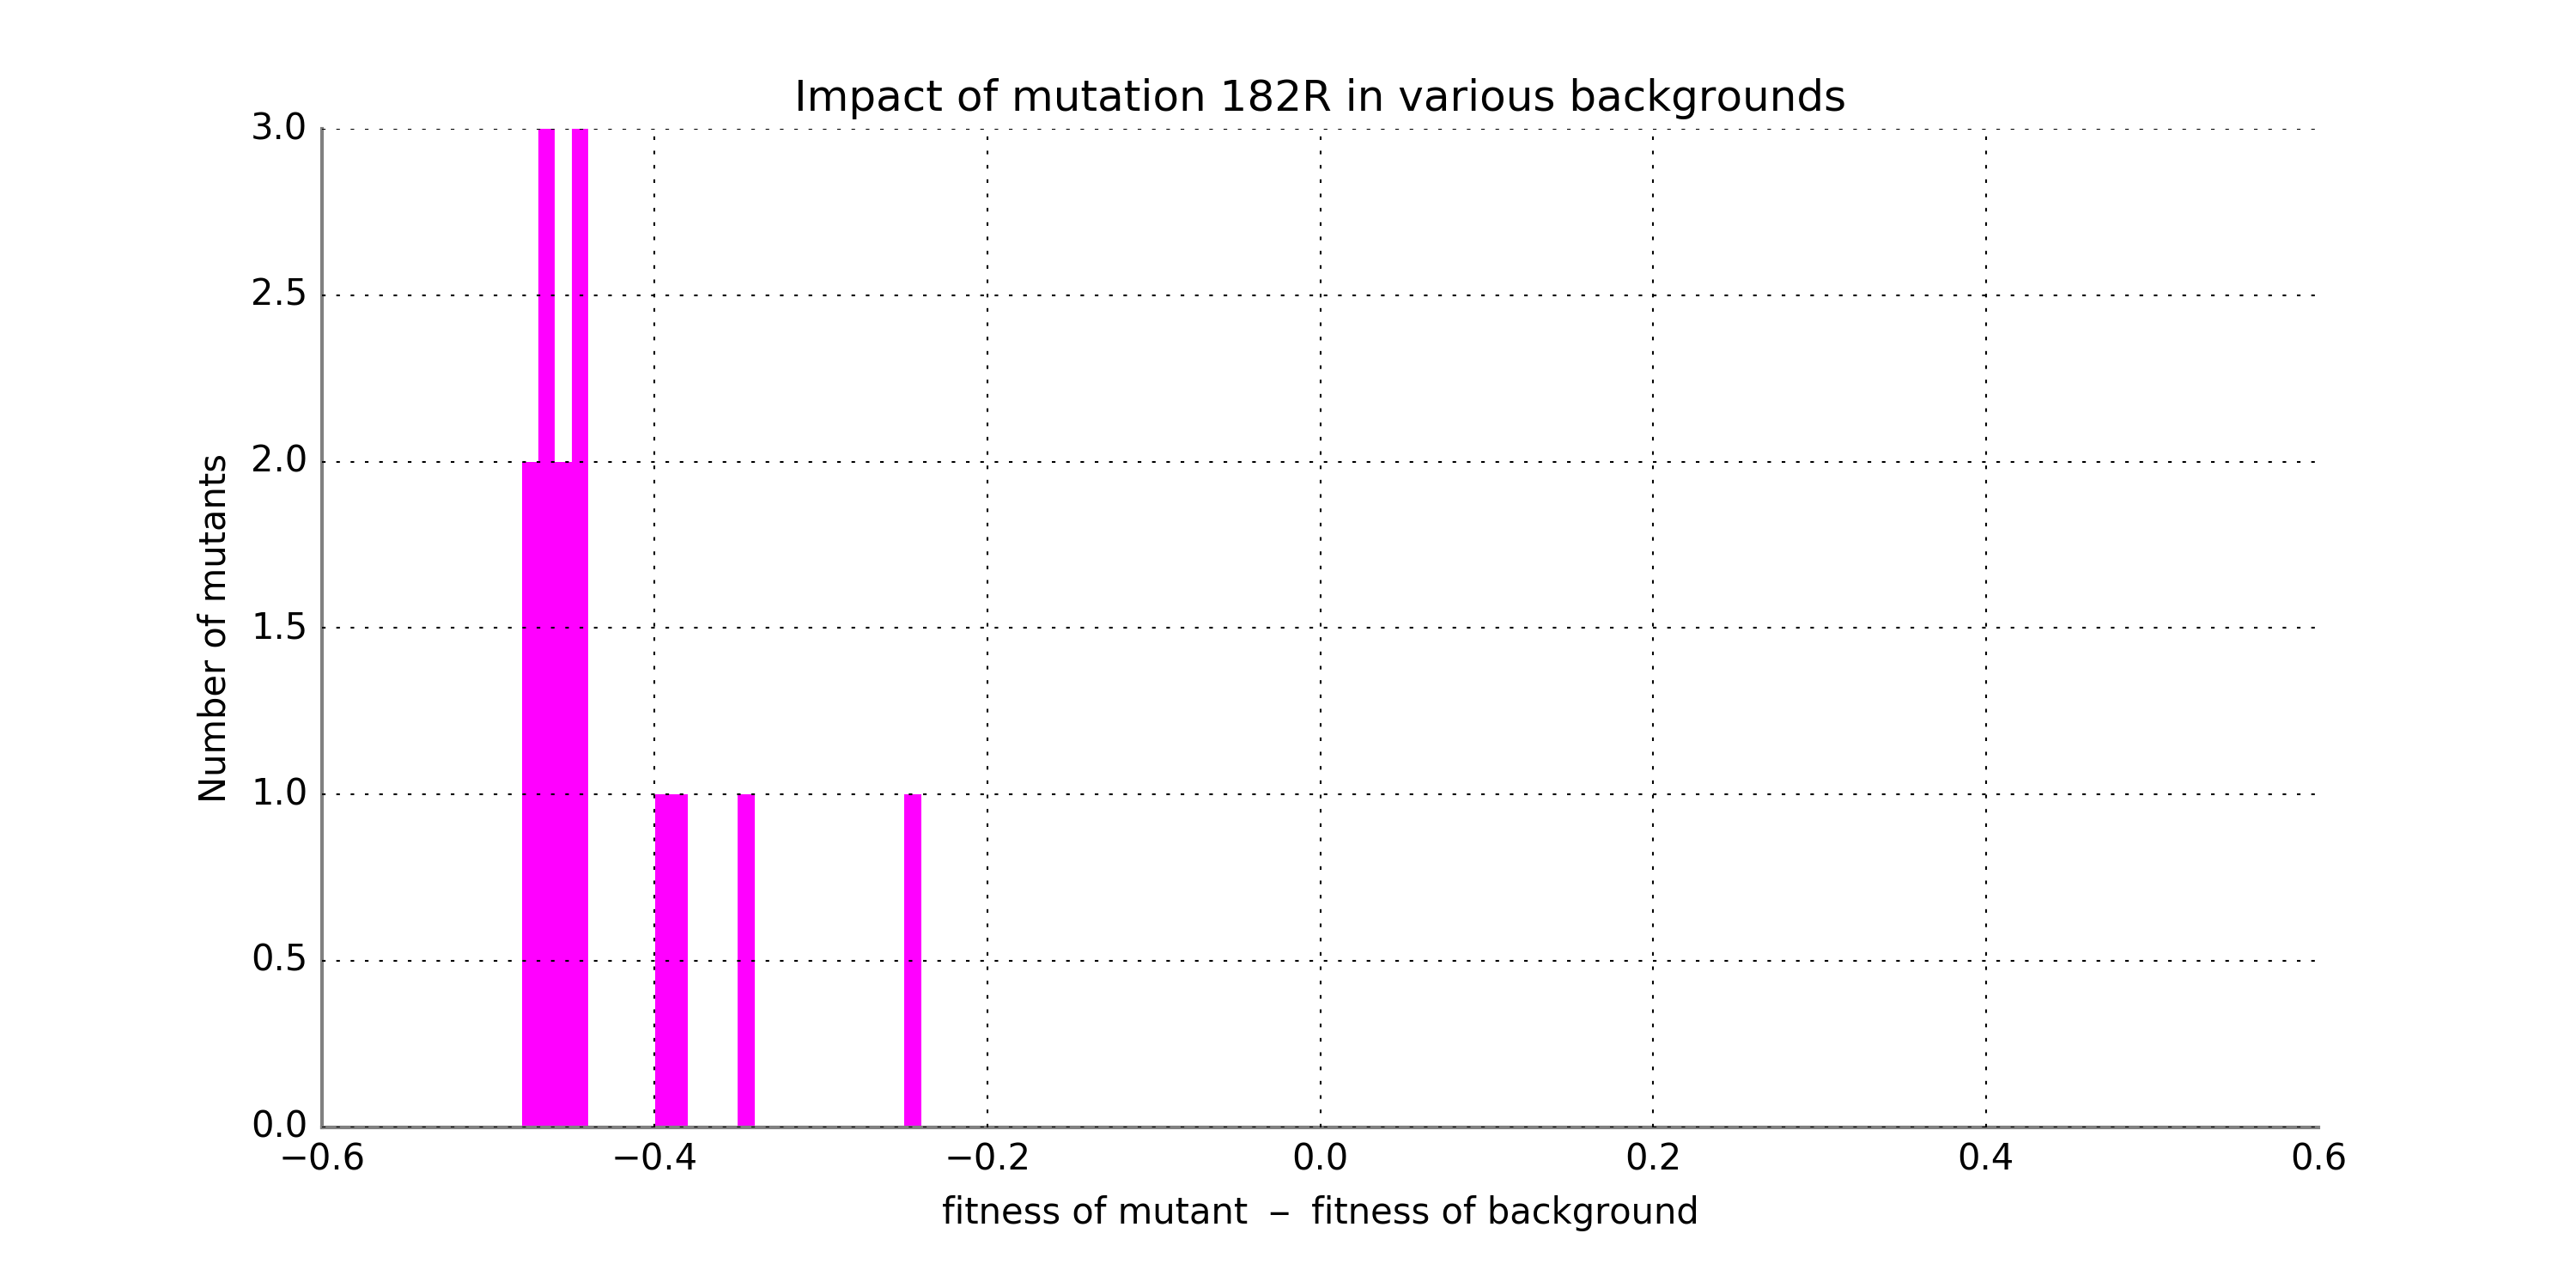 Impact of mutation 182R in various backgrounds
3.0
2.5
2.0
1.5
1.0
0.5
0.0
Number of mutants
−0.6 −0.4 −0.2 0.0 0.2 0.4 0.6
fitness of mutant − fitness of background